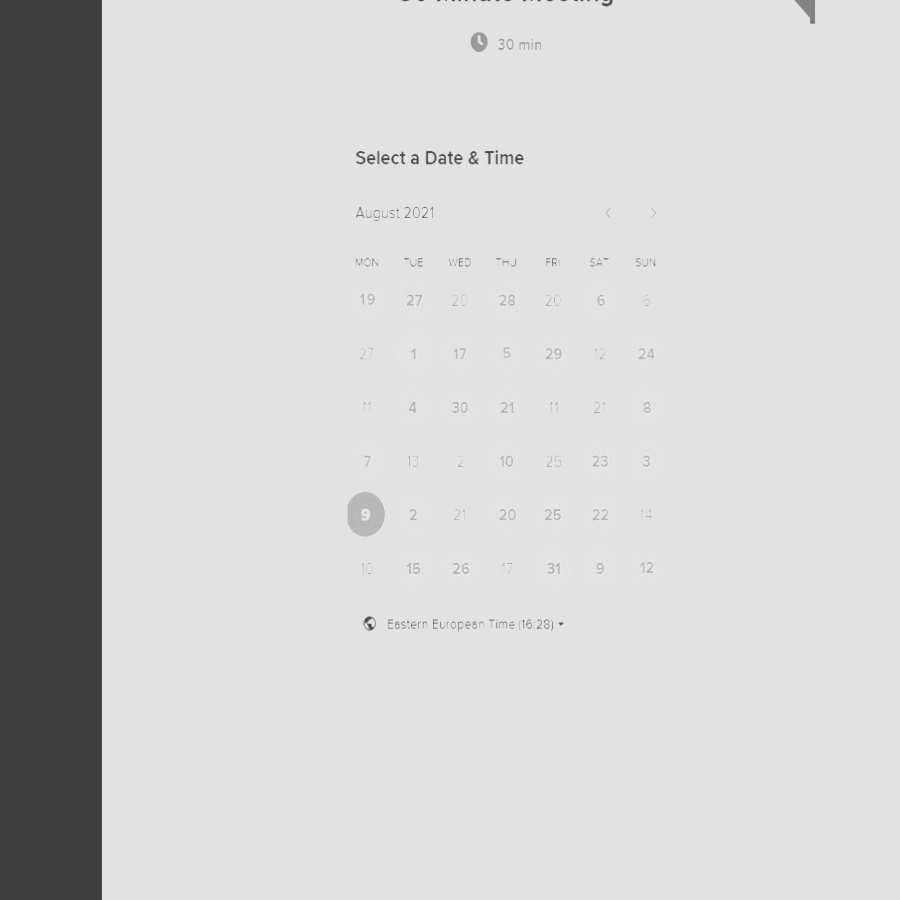 30 min
Select a Date & Time
August 2021
MON TUE WED THU FRI SAT SUN
19 27 20 28 20 6 6
27 1 17 5 29 12 24
11 4 30 21 11 21 8
7 13 2 10 25 23 3
9 2 21 20 25 22 14
10 15 26 17 31 9 12
Eastern European Time (16:28)